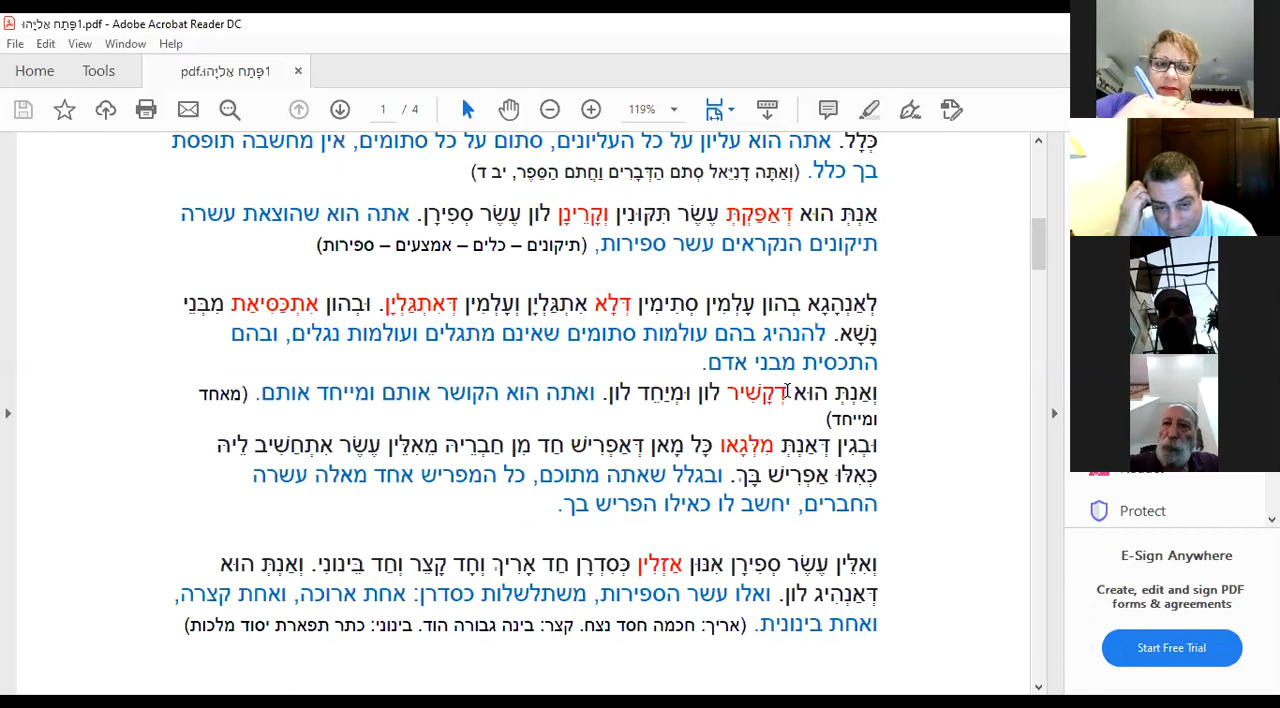 פָּתַח אֵלִיָּהוּ1.pdf - Adobe Acrobat Reader DC
File Edit View Window Help
Home Tools פָּתַח אֵלִיָּהוּ1.pdf ×
1 / 4 119%
כְּלָל. אתה הוא עליון על כל העליונים, סתום על כל סתומים, אין מחשבה תופסת
בך כלל. (וְאַתָּה דָנִיֵּאל סְתֹם הַדְּבָרִים וַחֲתֹם הַסֵּפֶר, יב ד)
אַנְתְּ הוּא דְּאַפַּקְתְּ עֶשֶׂר תִּקּוּנִין וְקָרֵינָן לוֹן עֶשֶׂר סְפִירָן. אתה הוא שהוצאת עשרה
תיקונים הנקראים עשר ספירות, (תיקונים – כלים – אמצעים – ספירות)
לְאַנְהָגָא בְהוֹן עָלְמִין סְתִימִין דְּלָא אִתְגַּלְיָן וְעָלְמִין דְּאִתְגַּלְיָן. וּבְהוֹן אִתְכַּסִּיאַת מִבְּנֵי
נָשָׁא. להנהיג בהם עולמות סתומים שאינם מתגלים ועולמות נגלים, ובהם
התכסית מבני אדם.
וְאַנְתְּ הוּא דְּקָשִׁיר לוֹן וּמְיַחֵד לוֹן. ואתה הוא הקושר אותם ומייחד אותם. (מאחד
ומייחד)
וּבְגִין דְּאַנְתְּ מִלְּגָאו כָּל מָאן דְּאַפְרִישׁ חַד מִן חַבְרֵיהּ מֵאִלֵּין עֶשֶׂר אִתְחַשִּׁיב לֵיהּ
כְּאִלּוּ אַפְרִישׁ בָּךְ. ובגלל שאתה מתוכם, כל המפריש אחד מאלה עשרה
החברים, יחשב לו כאילו הפריש בך.
וְאִלֵּין עֶשֶׂר סְפִירָן אִנּוּן אַזְלִין כְּסִדְרָן חַד אָרִיךְ וְחַד קָצֵר וְחַד בֵּינוּנִי. וְאַנְתְּ הוּא
דְּאַנְהִיג לוֹן. ואלו עשר הספירות, משתלשלות כסדרן: אחת ארוכה, ואחת קצרה,
ואחת בינונית. (אריך: חכמה חסד נצח. קצר: בינה גבורה הוד. בינוני: כתר תפארת יסוד מלכות)
Protect
E-Sign Anywhere
Create, edit and sign PDF
forms & agreements
Start Free Trial